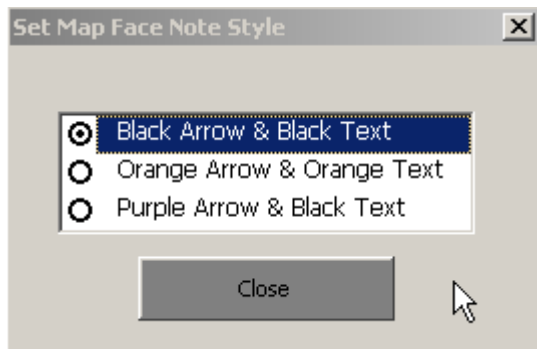 Set Map Face Note Style
Black Arrow & Black Text
Orange Arrow & Orange Text
Purple Arrow & Black Text
Close